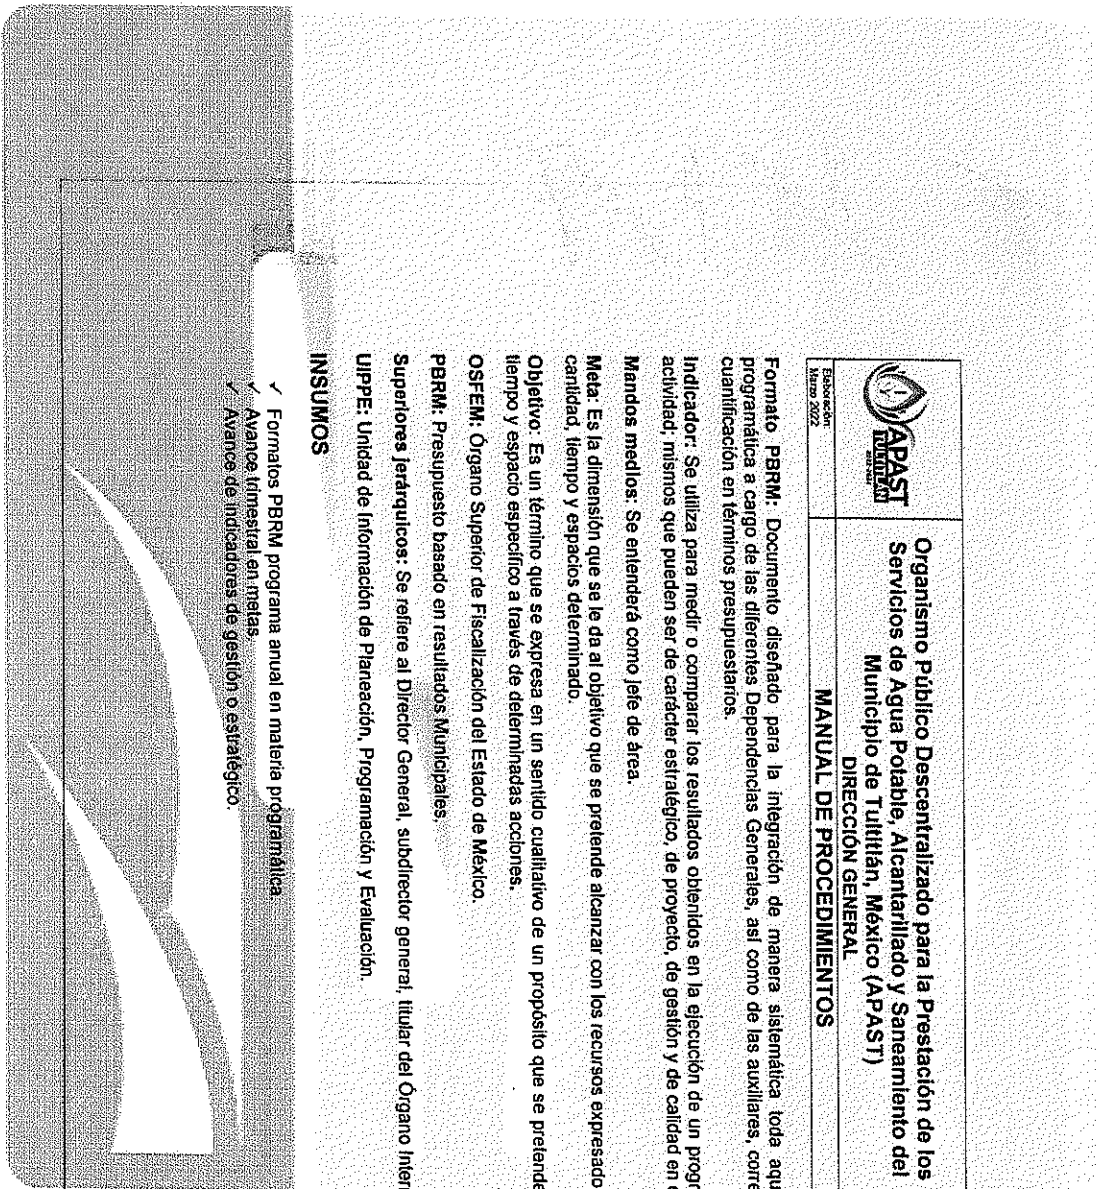 APAST
TULTITLÁN
Organismo Público Descentralizado para la Prestación de los
Servicios de Agua Potable, Alcantarillado y Saneamiento del
Municipio de Tultitlán, México (APAST)
DIRECCIÓN GENERAL
Elaboración:
Marzo 2022
MANUAL DE PROCEDIMIENTOS
Formato PBRM: Documento diseñado para la integración de manera sistemática toda aqu
programática a cargo de las diferentes Dependencias Generales, así como de las auxiliares, corre
cuantificación en términos presupuestarios.
Indicador: Se utiliza para medir o comparar los resultados obtenidos en la ejecución de un progr
actividad; mismos que pueden ser de carácter estratégico, de proyecto, de gestión y de calidad en e
Mandos medios: Se entenderá como jefe de área.
Meta: Es la dimensión que se le da al objetivo que se pretende alcanzar con los recursos expresado
cantidad, tiempo y espacios determinado.
Objetivo: Es un término que se expresa en un sentido cualitativo de un propósito que se pretende
tiempo y espacio específico a través de determinadas acciones.
OSFEM: Órgano Superior de Fiscalización del Estado de México.
PBRM: Presupuesto basado en resultados Municipales.
Superiores jerárquicos: Se refiere al Director General, subdirector general, titular del Órgano Inter
UIPPE: Unidad de Información de Planeación, Programación y Evaluación.
INSUMOS
✓ Formatos PBRM programa anual en materia programática.
✓ Avance trimestral en metas.
✓ Avance de indicadores de gestión o estratégico.